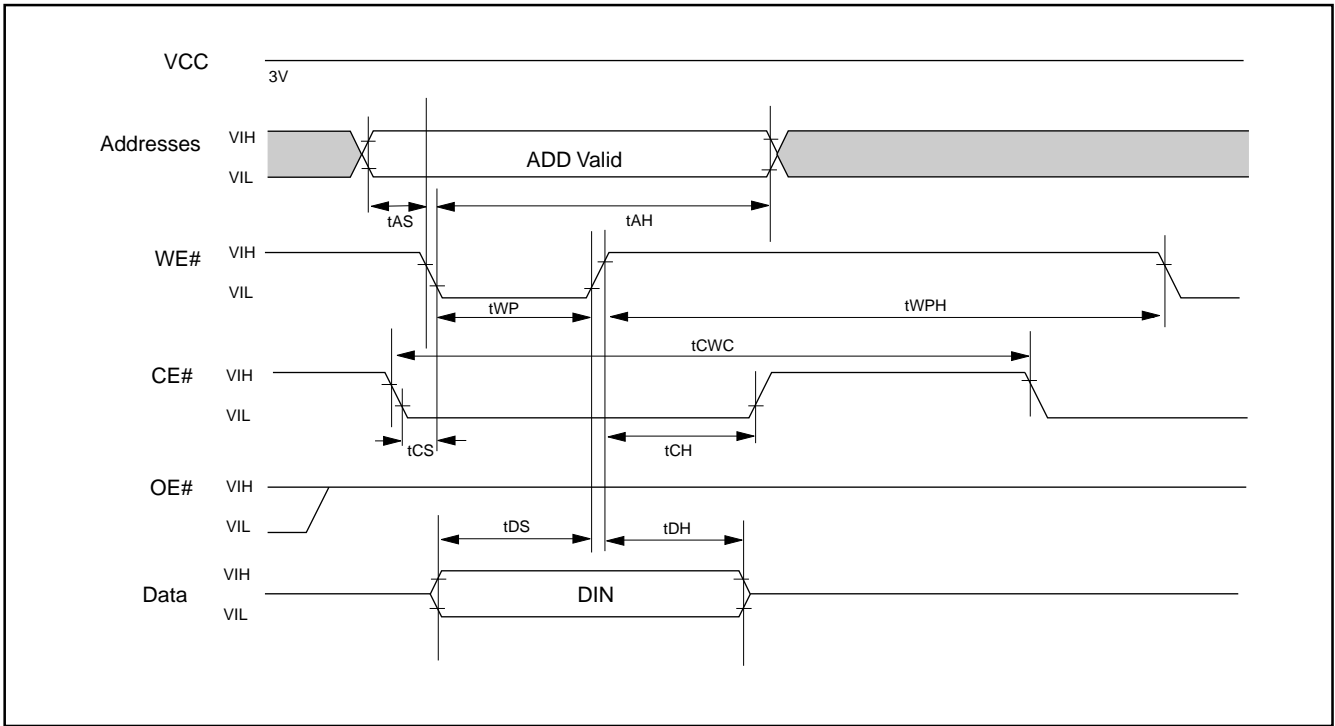 VCC
3V
Addresses
VIH
VIL
ADD Valid
tAS
tAH
WE#
VIH
VIL
tWP
tWPH
tCWC
CE#
VIH
VIL
tCS
tCH
OE#
VIH
VIL
tDS
tDH
Data
VIH
VIL
DIN